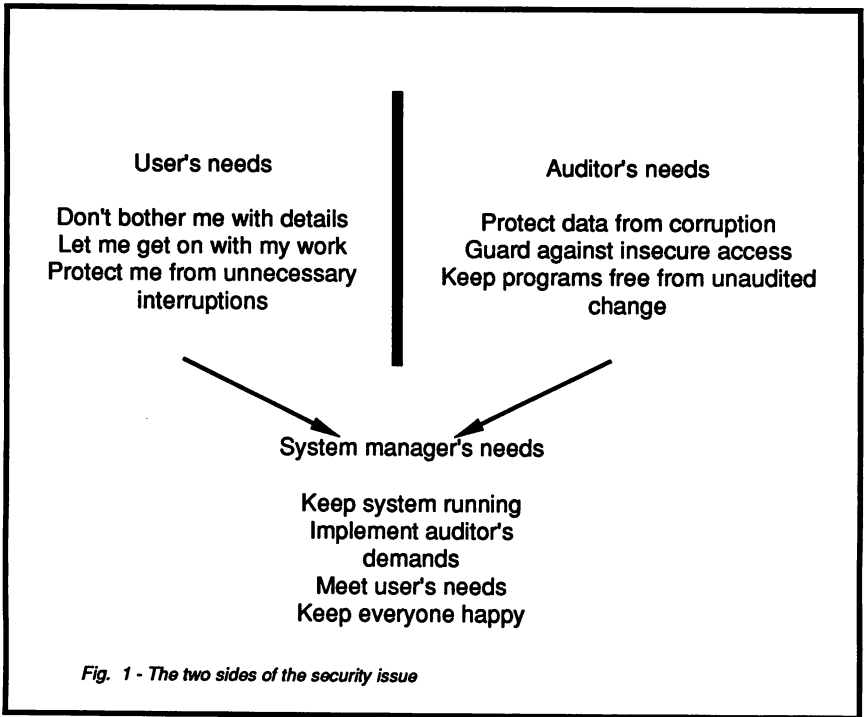 User's needs
Don't bother me with details
Let me get on with my work
Protect me from unnecessary
interruptions
Auditor's needs
Protect data from corruption
Guard against insecure access
Keep programs free from unaudited
change
System manager's needs
Keep system running
Implement auditor's
demands
Meet user's needs
Keep everyone happy
Fig. 1 - The two sides of the security issue